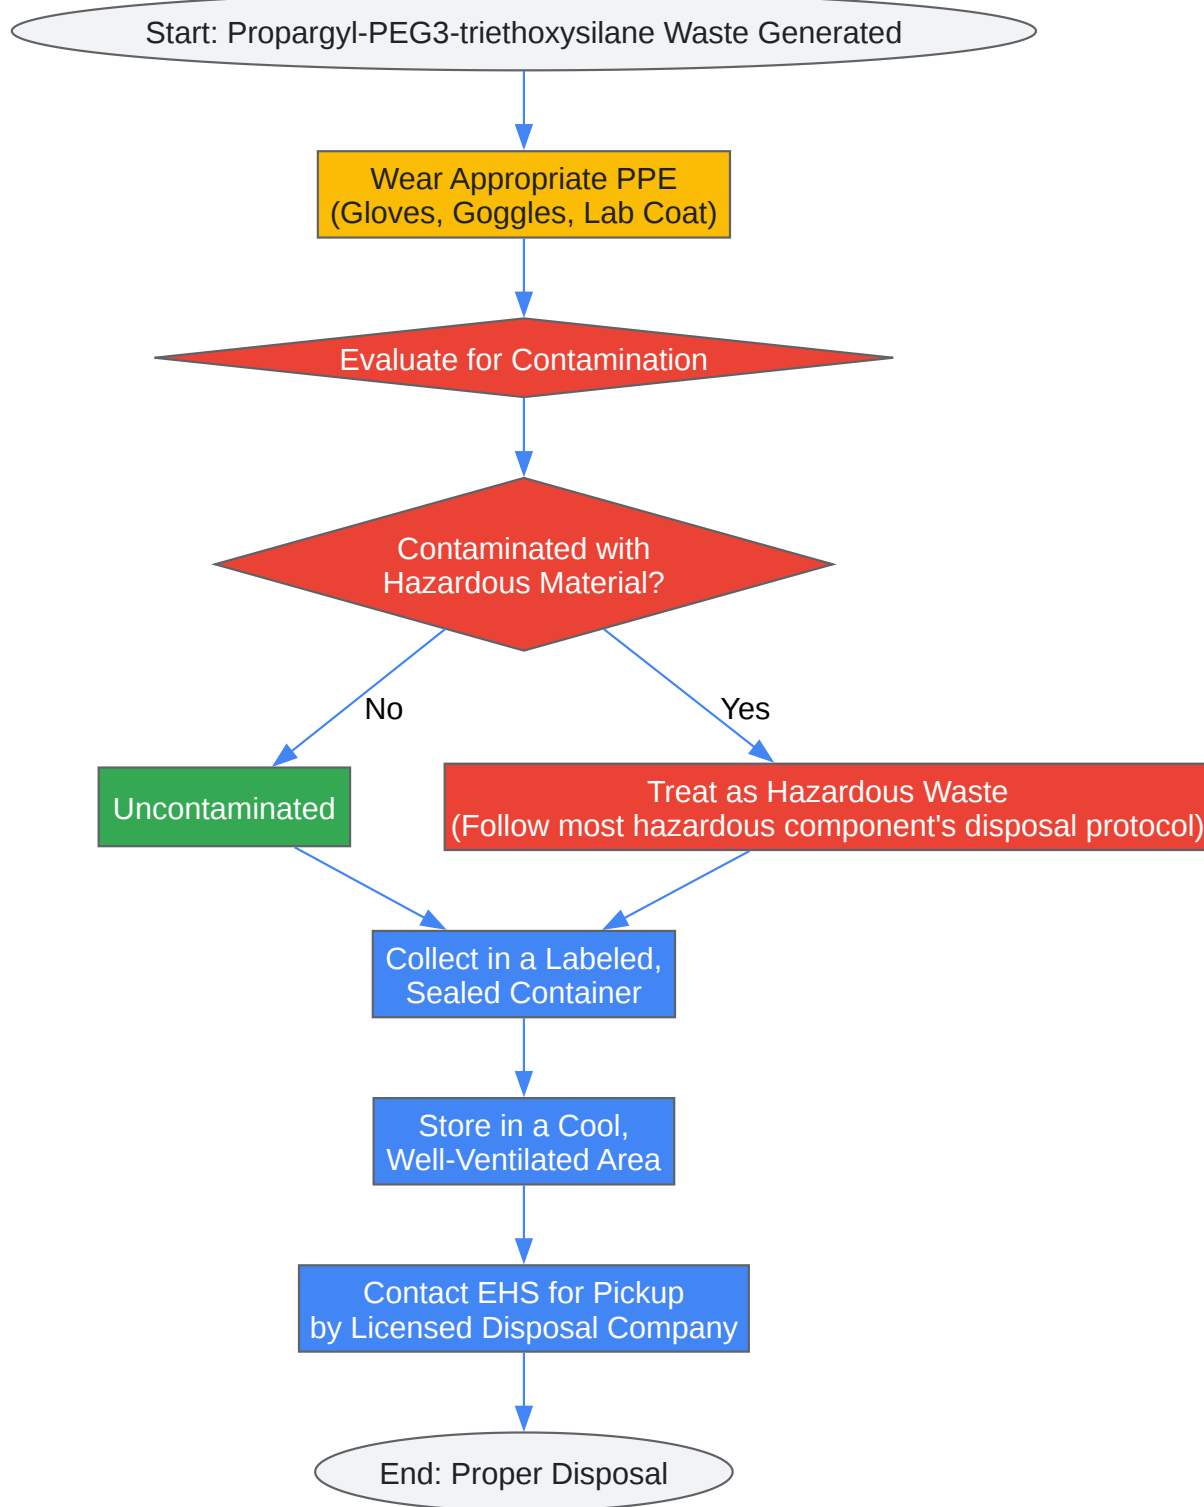 Start: Propargyl-PEG3-triethoxysilane Waste Generated
Wear Appropriate PPE
(Gloves, Goggles, Lab Coat)
Evaluate for Contamination
Contaminated with
Hazardous Material?
No
Yes
Uncontaminated
Treat as Hazardous Waste
(Follow most hazardous component's disposal protocol)
Collect in a Labeled,
Sealed Container
Store in a Cool,
Well-Ventilated Area
Contact EHS for Pickup
by Licensed Disposal Company
End: Proper Disposal